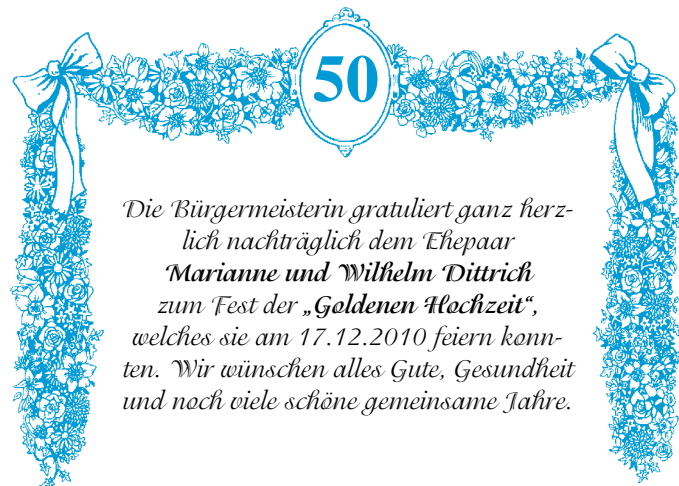 50
Die Bürgermeisterin gratuliert ganz herz-
lich nachträglich dem Ehepaar
Marianne und Wilhelm Dittrich
zum Fest der „Goldenen Hochzeit“,
welches sie am 17.12.2010 feiern konn-
ten. Wir wünschen alles Gute, Gesundheit
und noch viele schöne gemeinsame Jahre.